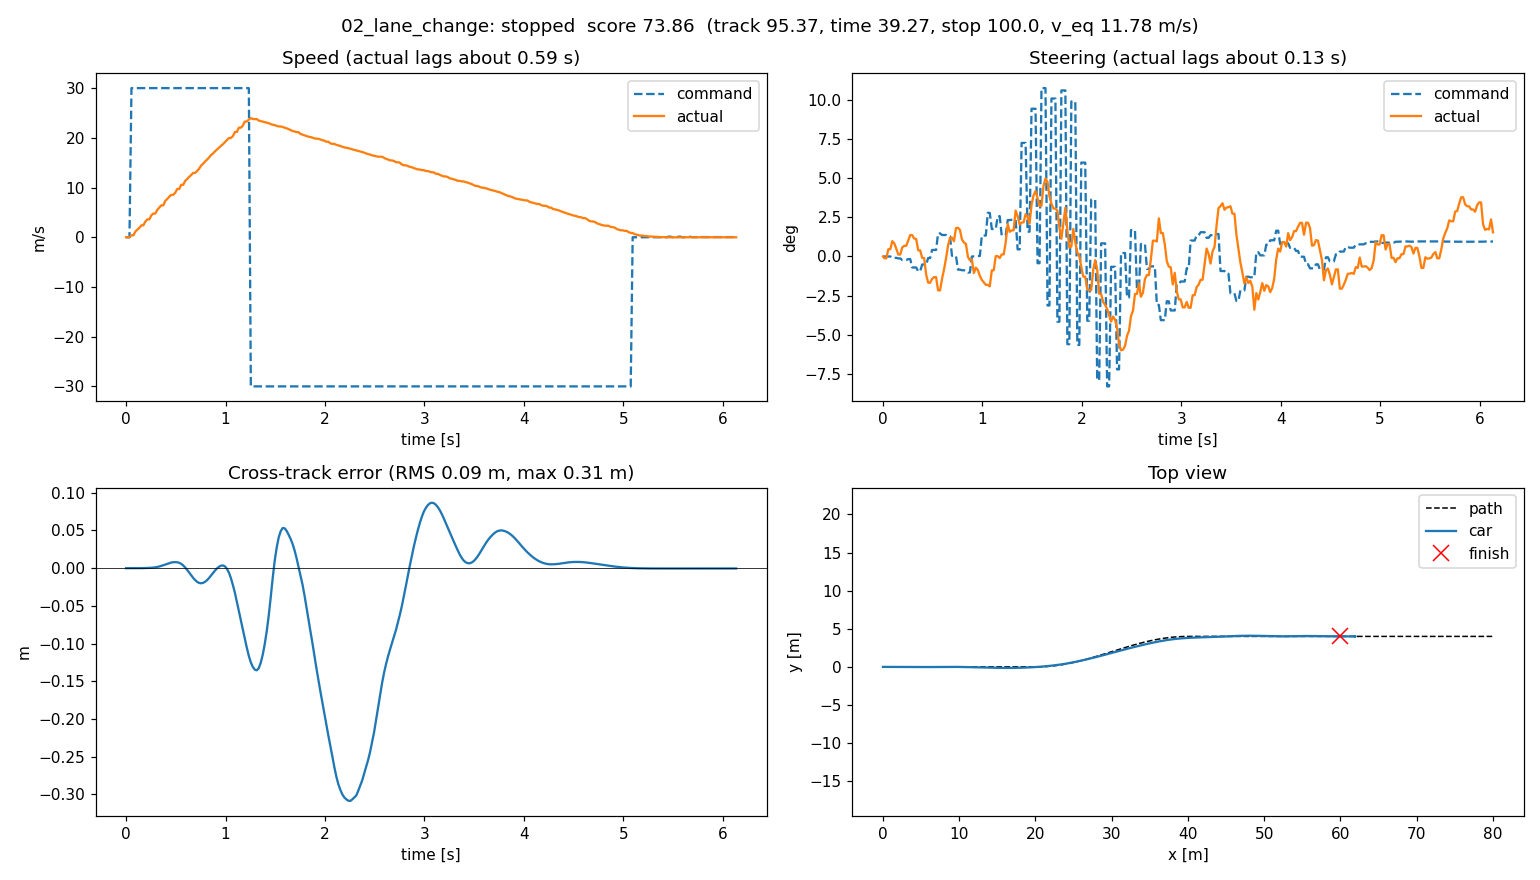 02_lane_change: stopped  score 73.86  (track 95.37, time 39.27, stop 100.0, v_eq 11.78 m/s)
Speed (actual lags about 0.59 s)
30
20
10
0
−10
−20
−30
m/s
command
actual
0 1 2 3 4 5 6
time [s]
Steering (actual lags about 0.13 s)
10.0
7.5
5.0
2.5
0.0
−2.5
−5.0
−7.5
deg
command
actual
0 1 2 3 4 5 6
time [s]
Cross-track error (RMS 0.09 m, max 0.31 m)
0.10
0.05
0.00
−0.05
−0.10
−0.15
−0.20
−0.25
−0.30
m
0 1 2 3 4 5 6
time [s]
Top view
20
15
10
5
0
−5
−10
−15
y [m]
path
car
finish
0 10 20 30 40 50 60 70 80
x [m]